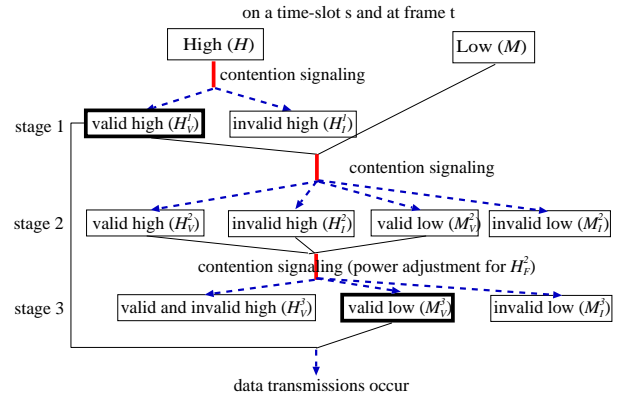 on a time-slot s and at frame t
High (H)
Low (M)
contention signaling
stage 1
valid high (H_V^1)
invalid high (H_I^1)
contention signaling
stage 2
valid high (H_V^2)
invalid high (H_I^2)
valid low (M_V^2)
invalid low (M_I^2)
contention signaling (power adjustment for H_F^2)
stage 3
valid and invalid high (H_V^3)
valid low (M_V^3)
invalid low (M_I^3)
data transmissions occur